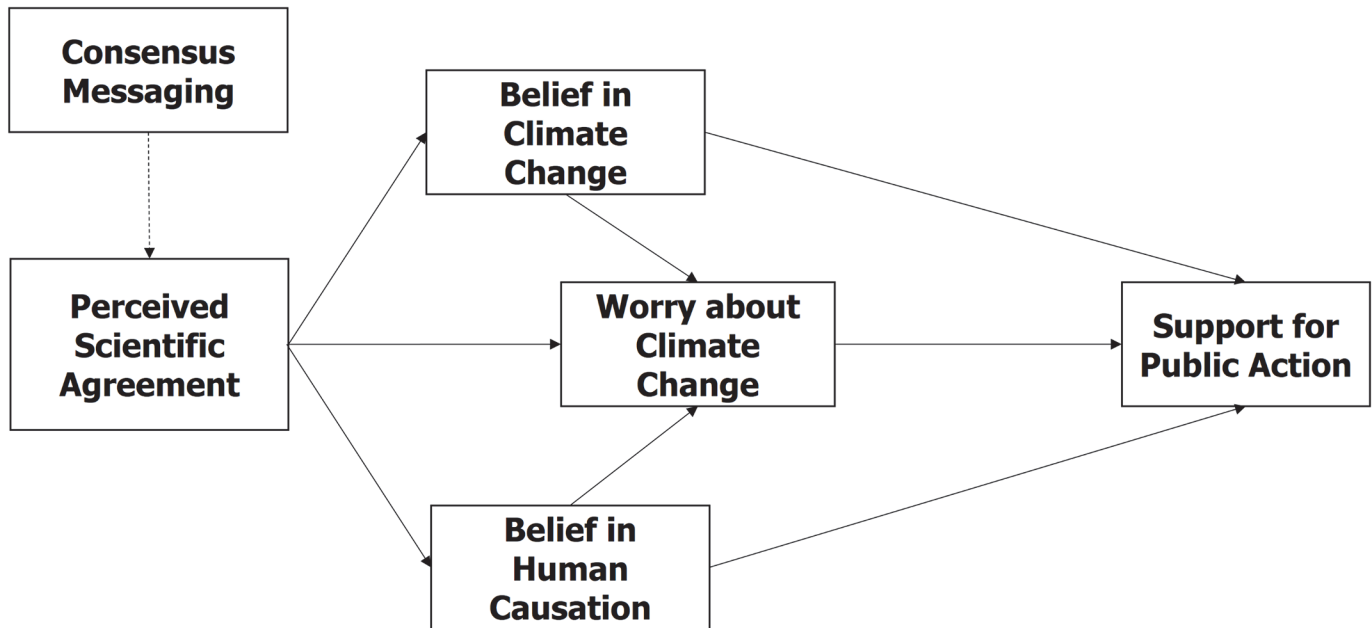 Consensus
Messaging
Belief in
Climate
Change
Perceived
Scientific
Agreement
Worry about
Climate
Change
Support for
Public Action
Belief in
Human
Causation